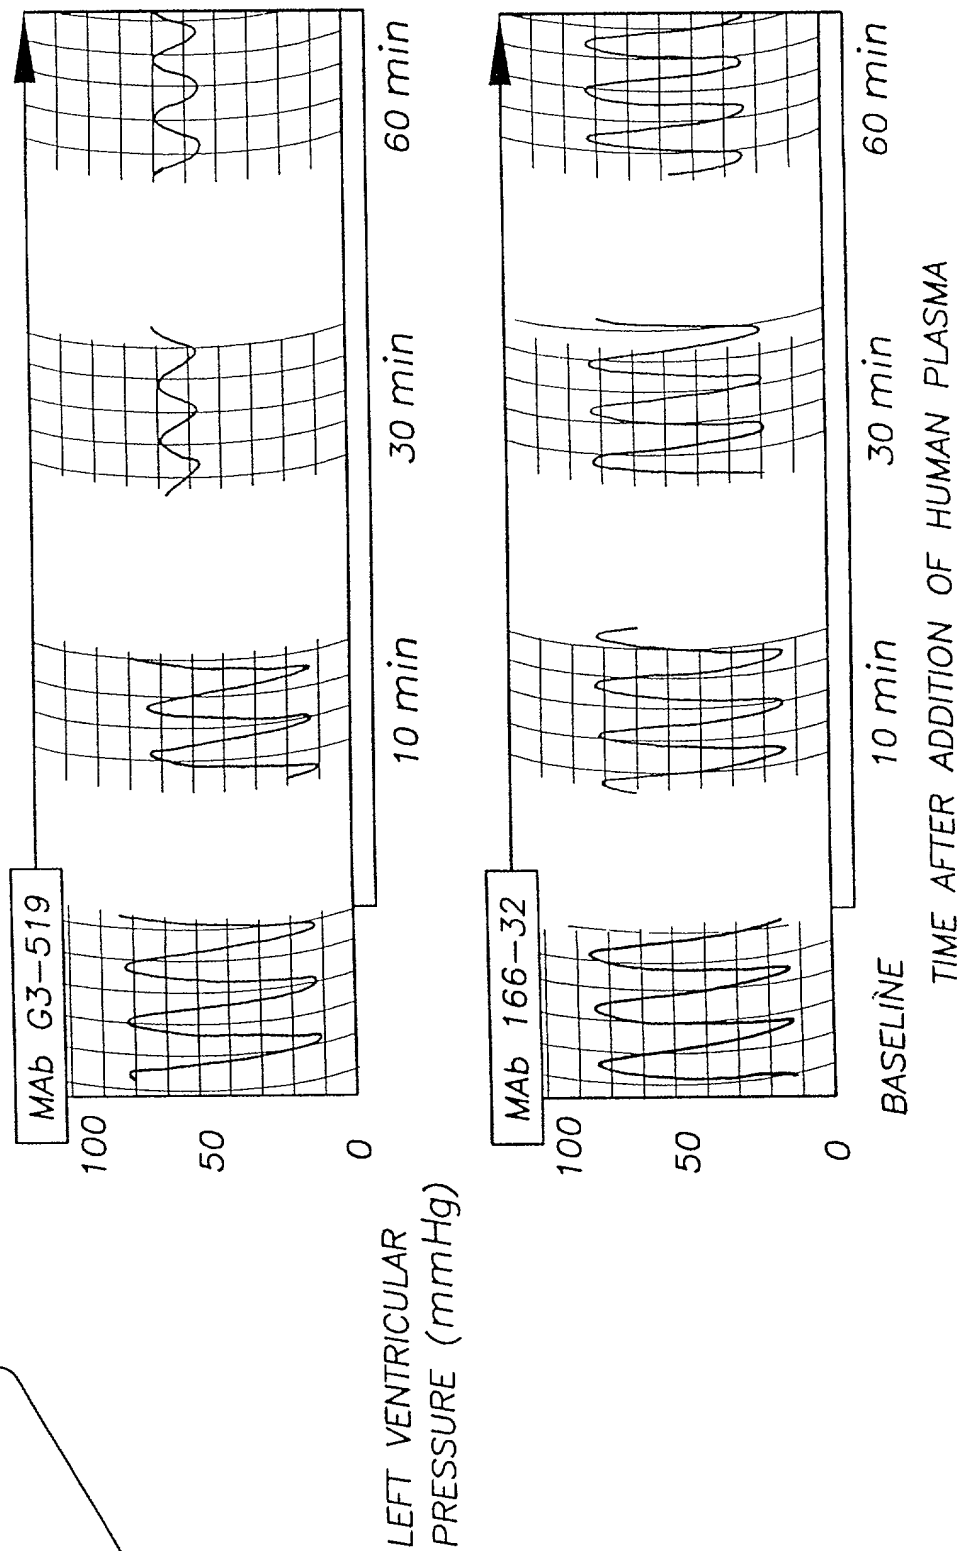 LEFT VENTRICULAR
PRESSURE (mmHg)
MAb G3-519
100
50
0
10 min
30 min
60 min
MAb 166-32
100
50
0
BASELINE
10 min
30 min
60 min
TIME AFTER ADDITION OF HUMAN PLASMA